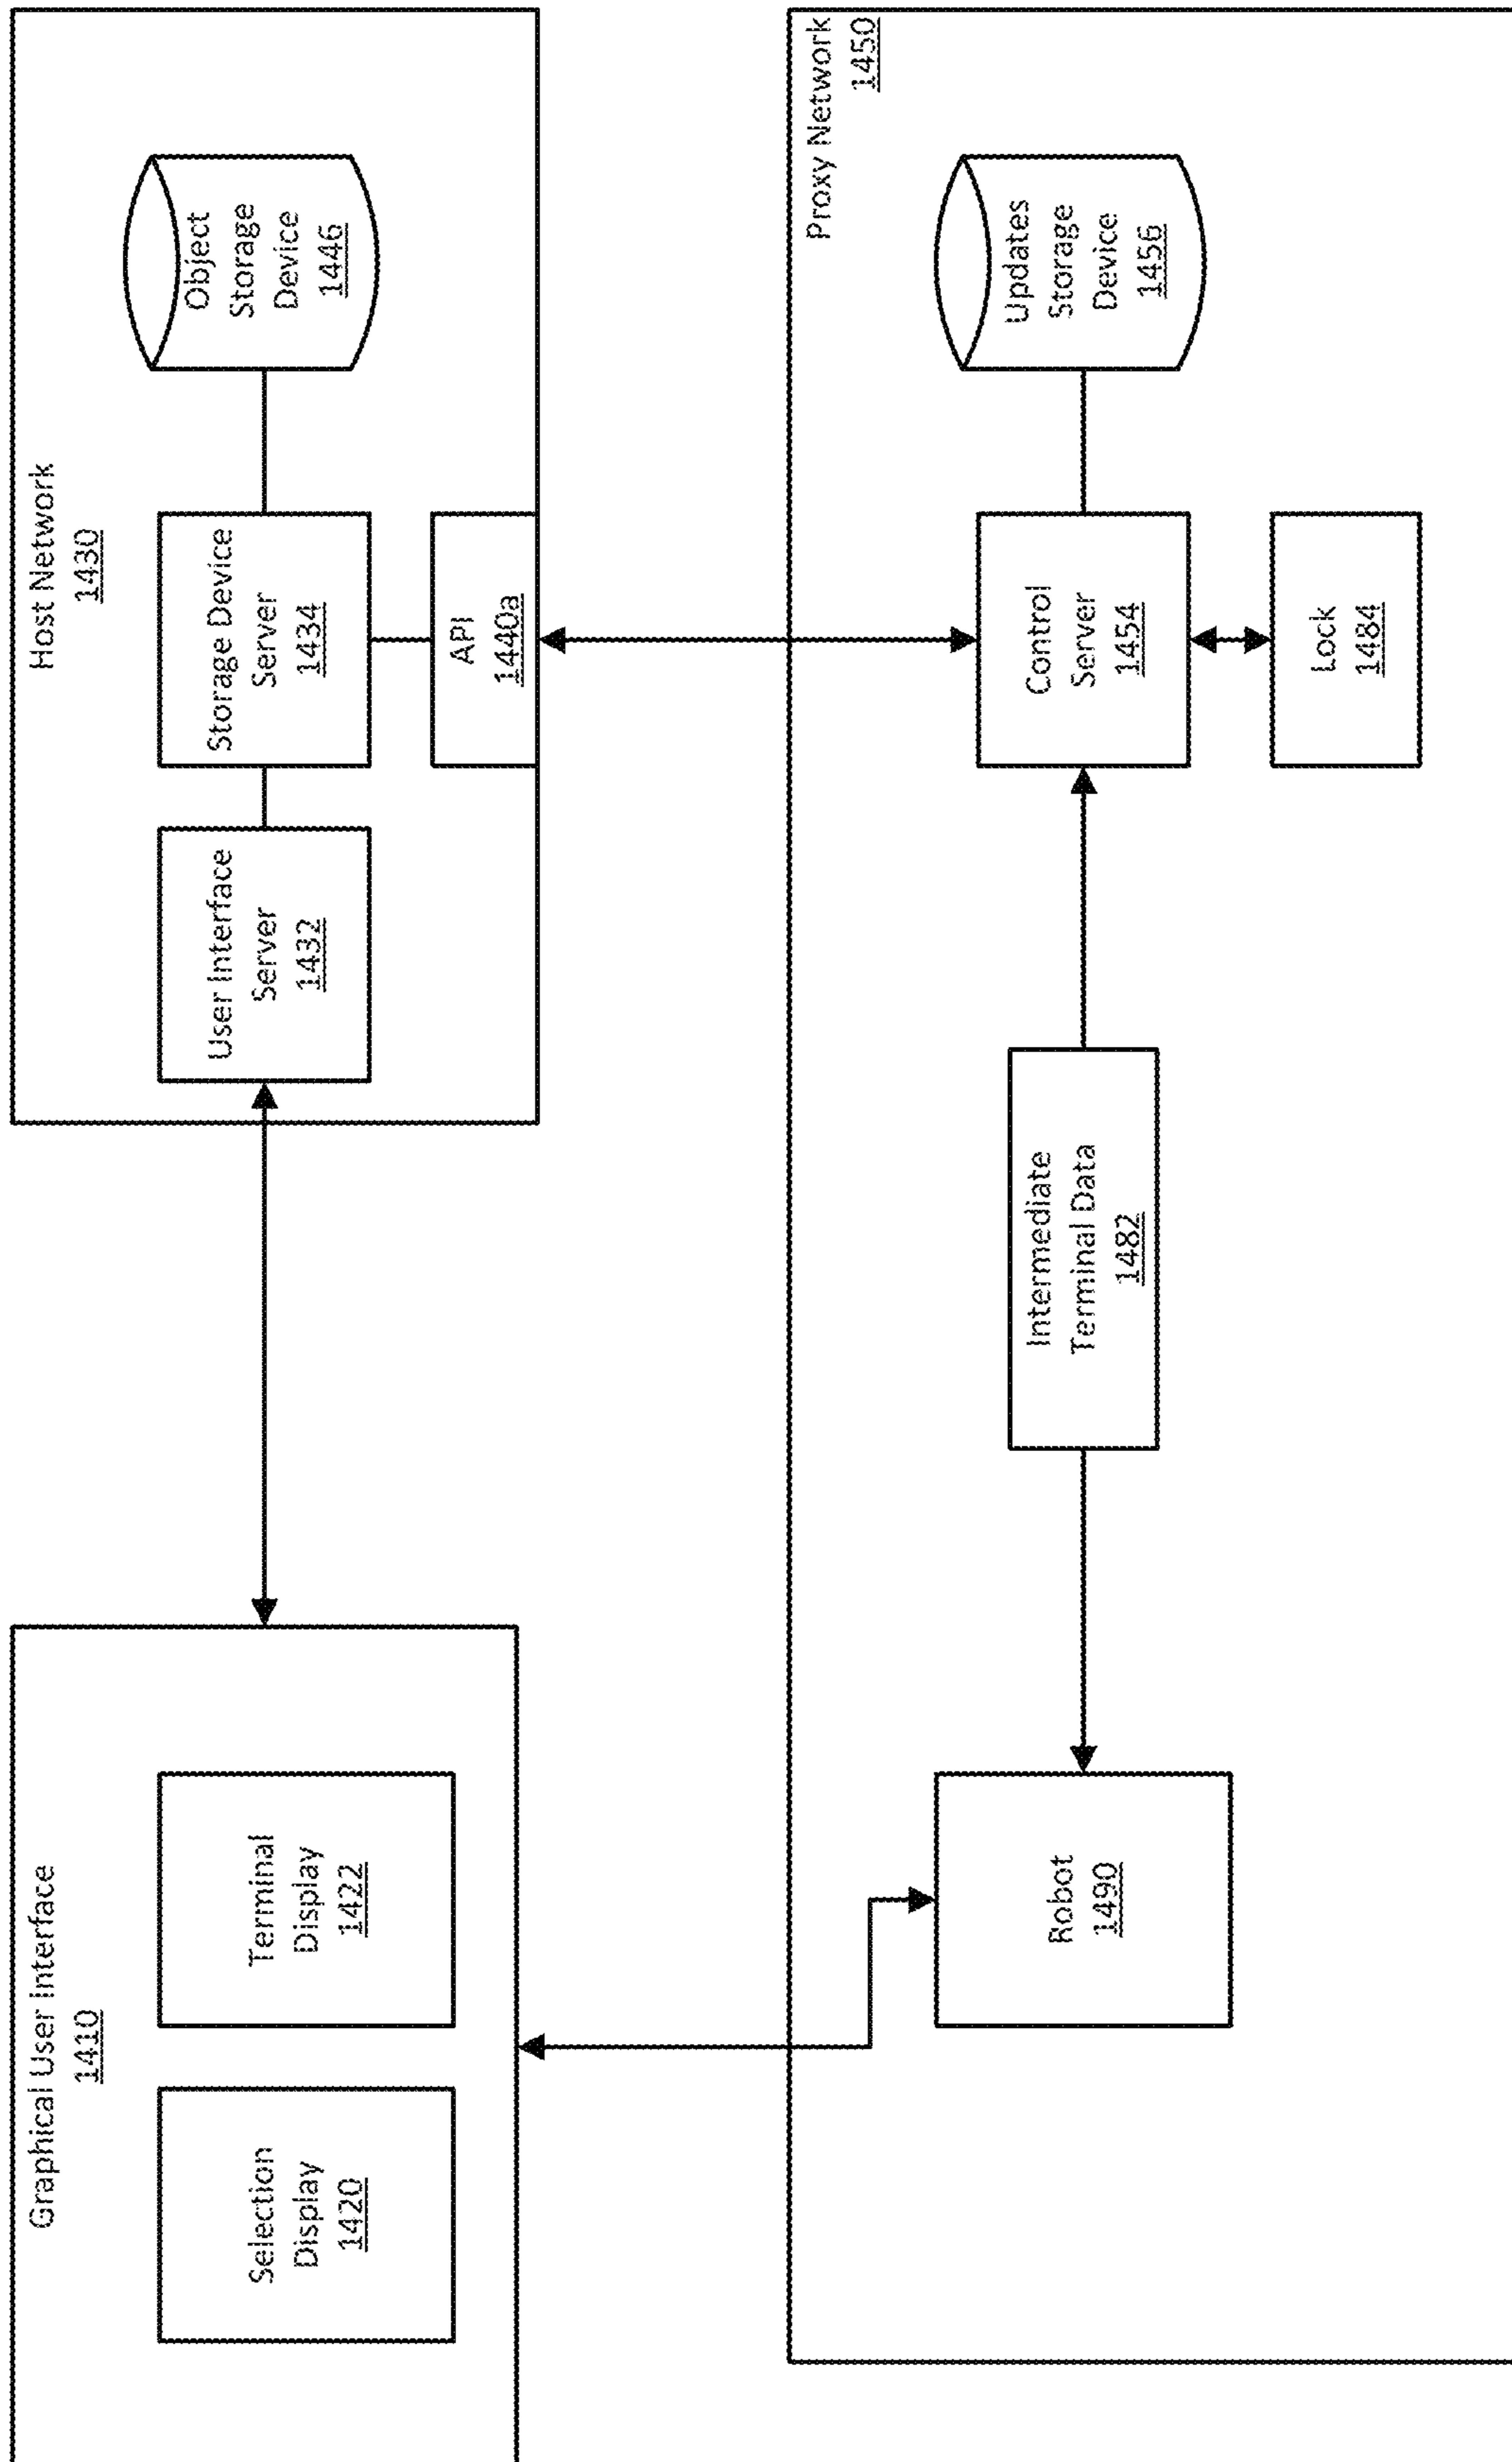 Graphical User Interface
1410
Selection
Display
1420
Terminal
Display
1422
Host Network
1430
User Interface
Server
1432
Storage Device
Server
1434
Object
Storage
Device
1446
API
1440a
Proxy Network
1450
Robot
1490
Intermediate
Terminal Data
1482
Control
Server
1454
Updates
Storage
Device
1456
Lock
1484